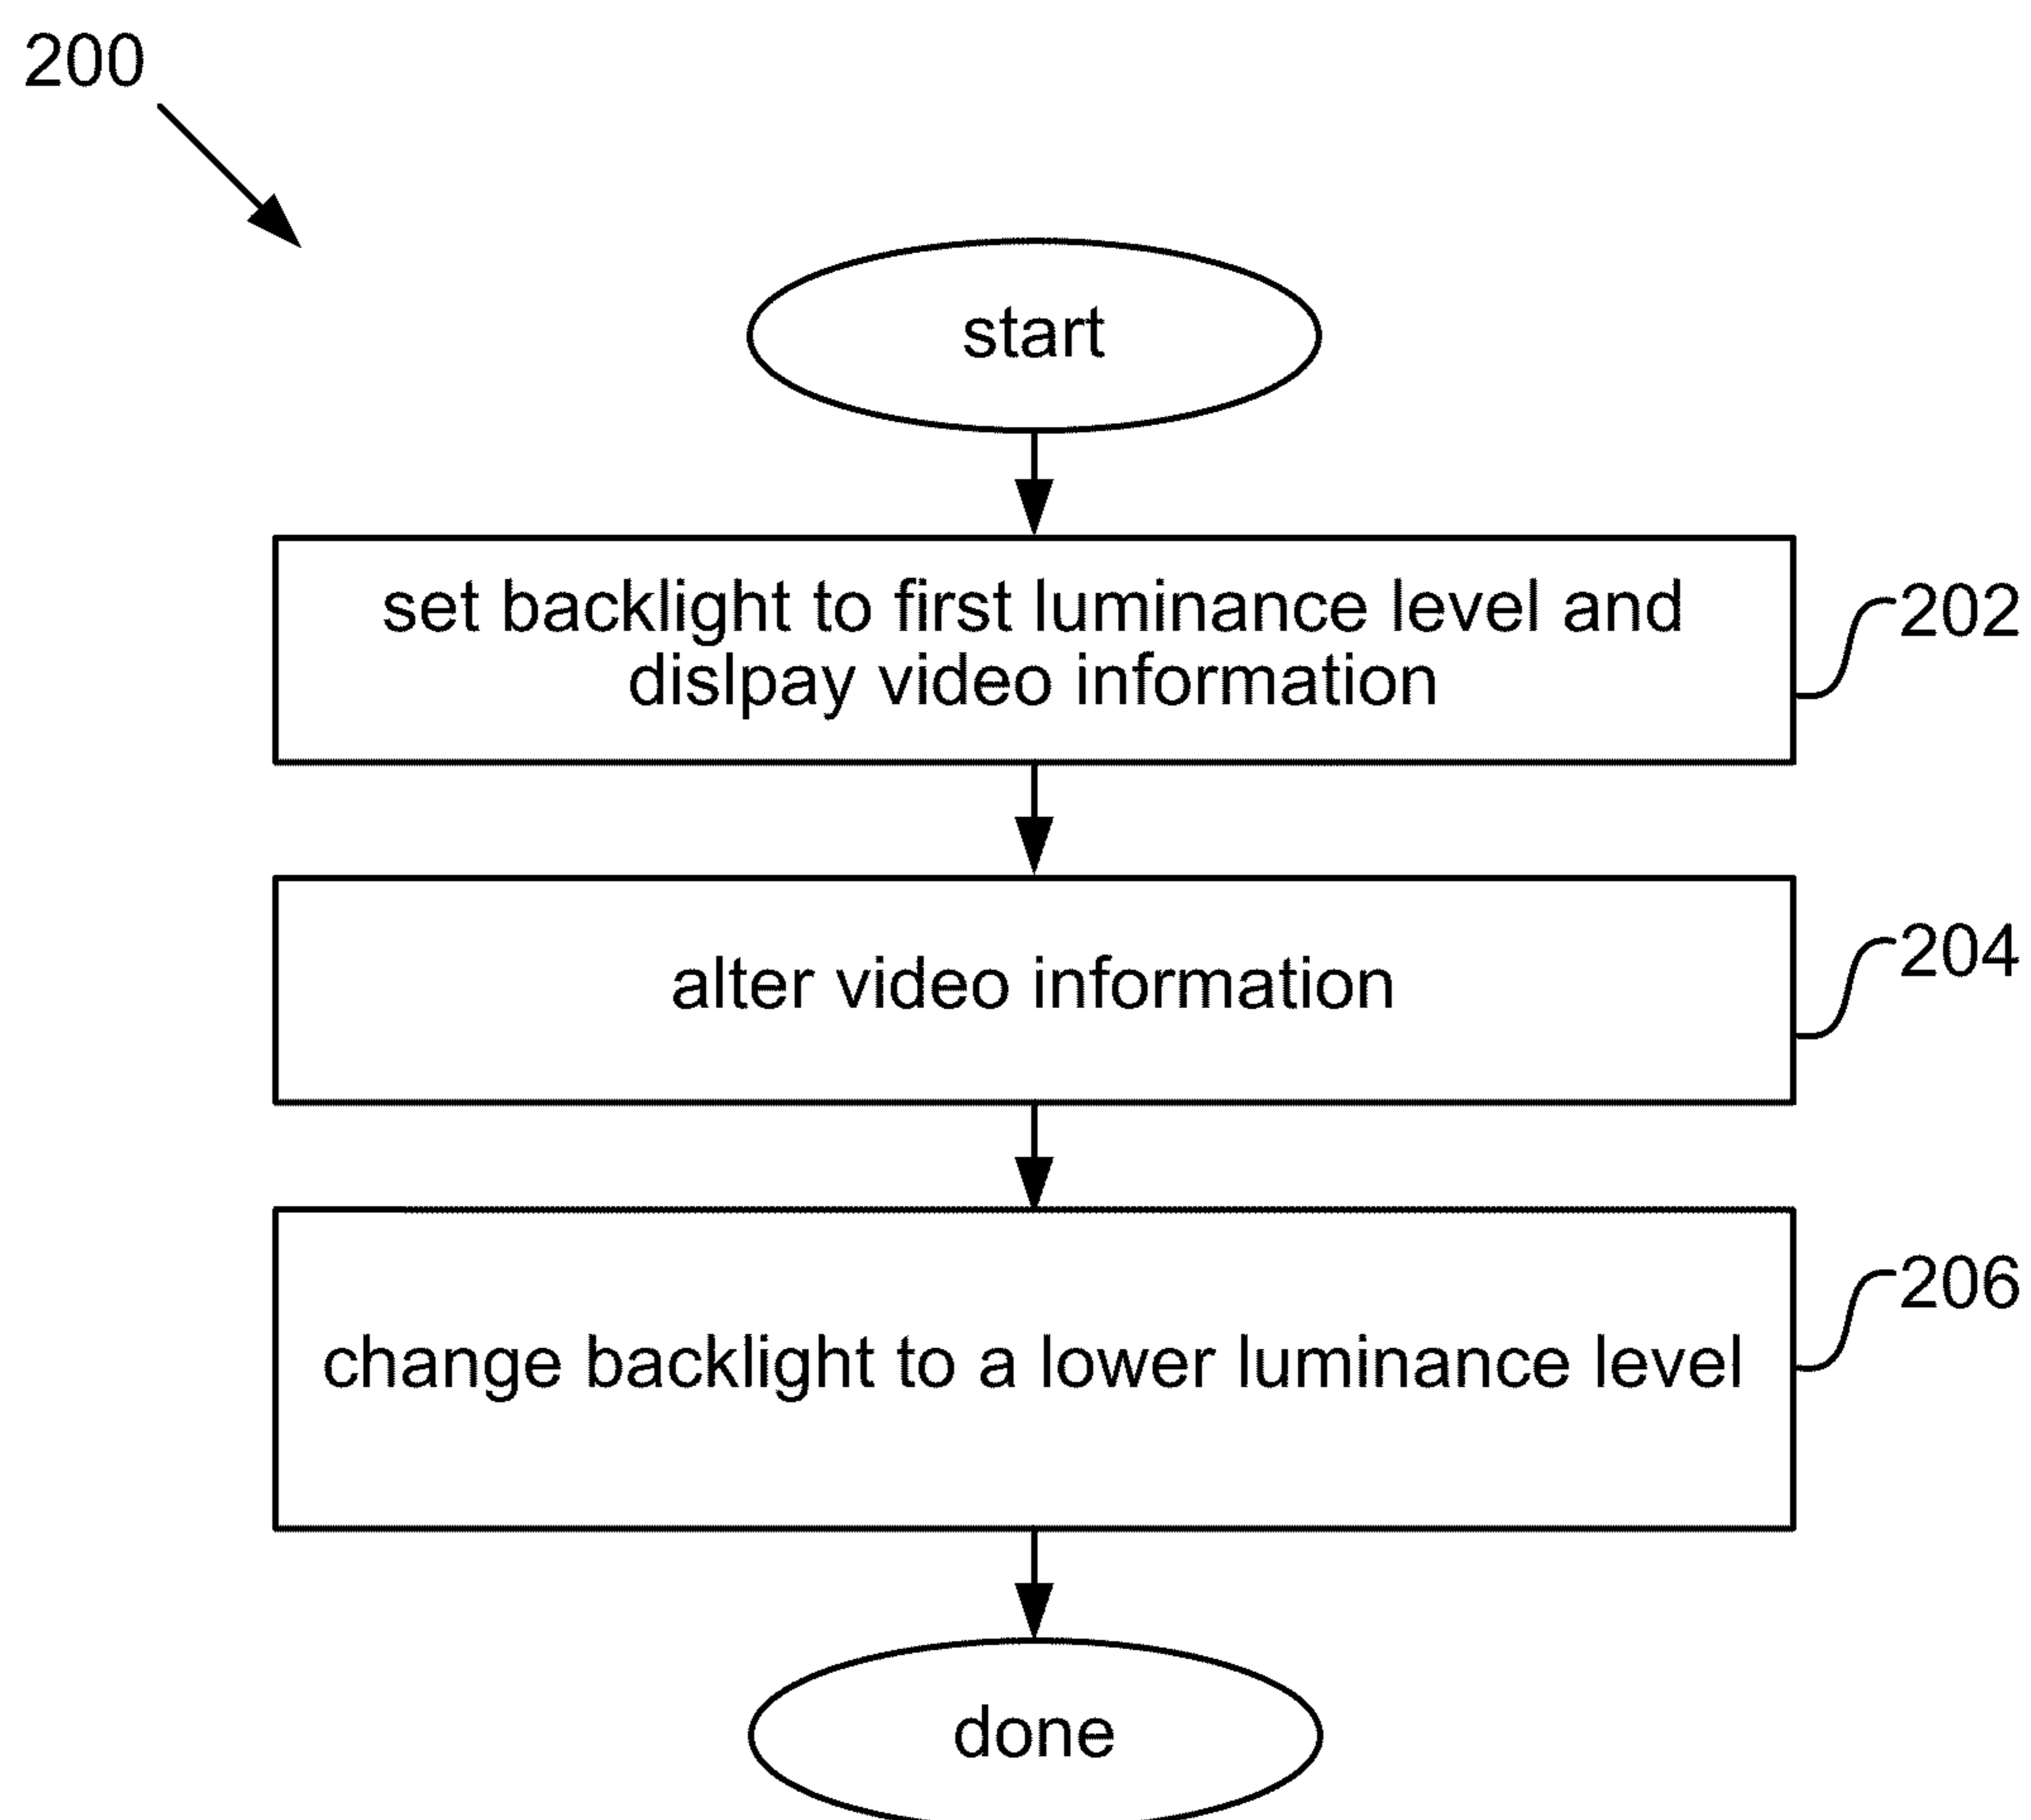 200
start
set backlight to first luminance level and
dislpay video information
202
alter video information
204
change backlight to a lower luminance level
206
done